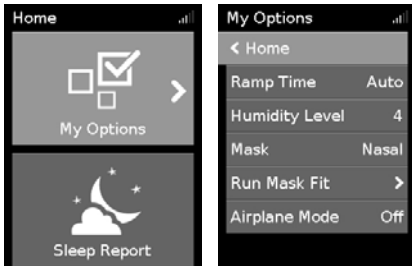 Home
My Options
Sleep Report
My Options
< Home
Ramp Time Auto
Humidity Level 4
Mask Nasal
Run Mask Fit >
Airplane Mode Off